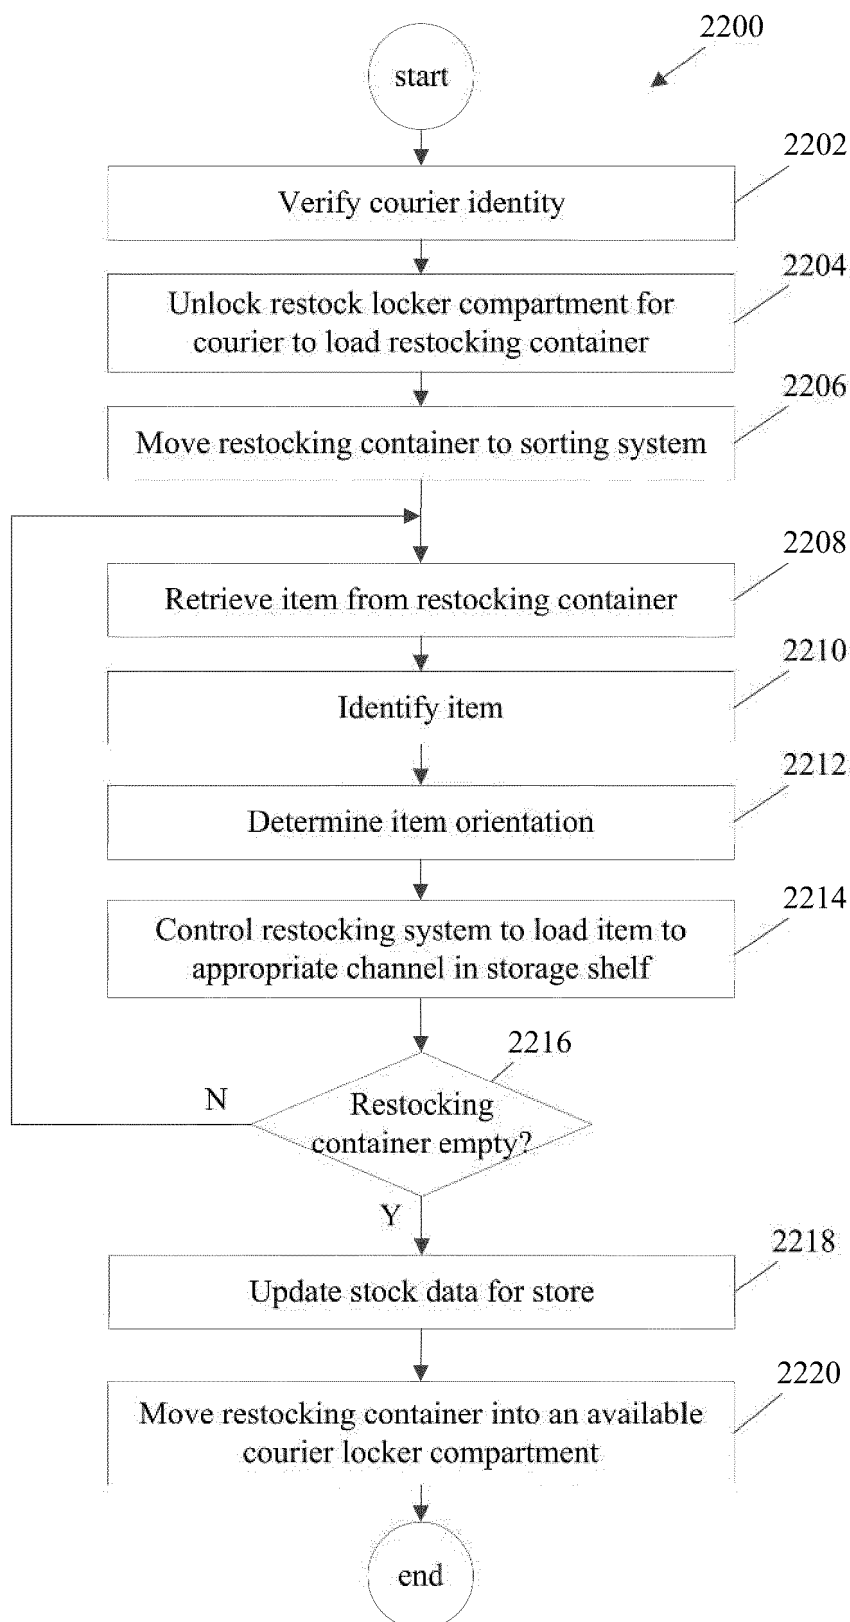 2200
start
2202
Verify courier identity
2204
Unlock restock locker compartment for
courier to load restocking container
2206
Move restocking container to sorting system
2208
Retrieve item from restocking container
2210
Identify item
2212
Determine item orientation
2214
Control restocking system to load item to
appropriate channel in storage shelf
2216
N
Restocking
container empty?
Y
2218
Update stock data for store
2220
Move restocking container into an available
courier locker compartment
end